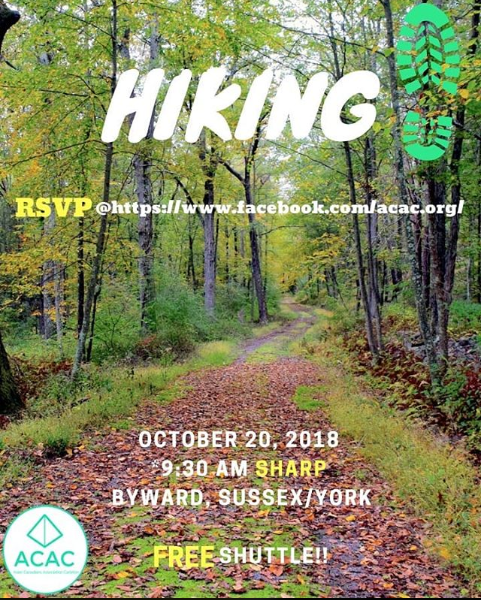 HIKING
RSVP @https://www.facebook.com/acac.org/
OCTOBER 20, 2018
*9:30 AM SHARP
BYWARD, SUSSEX/YORK
FREE SHUTTLE!!
ACAC